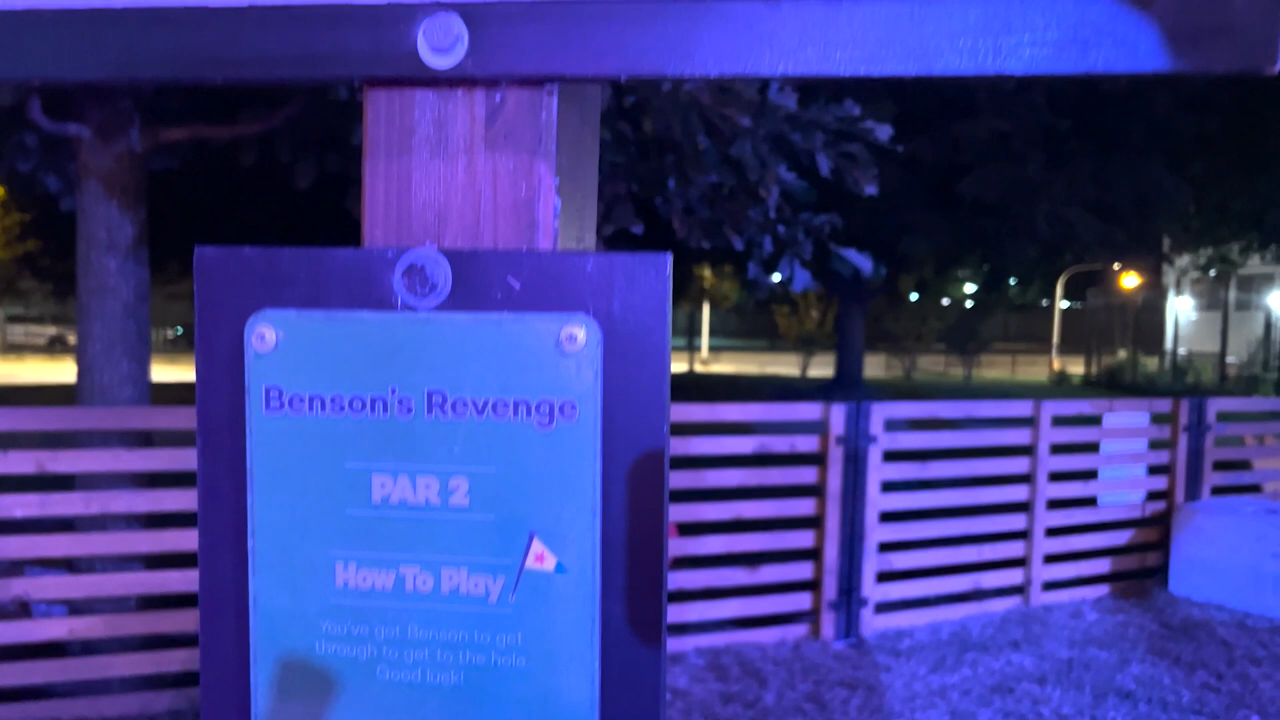 Benson's Revenge
PAR 2
How To Play
You've got Benson to get
through to get to the hole.
Good luck!